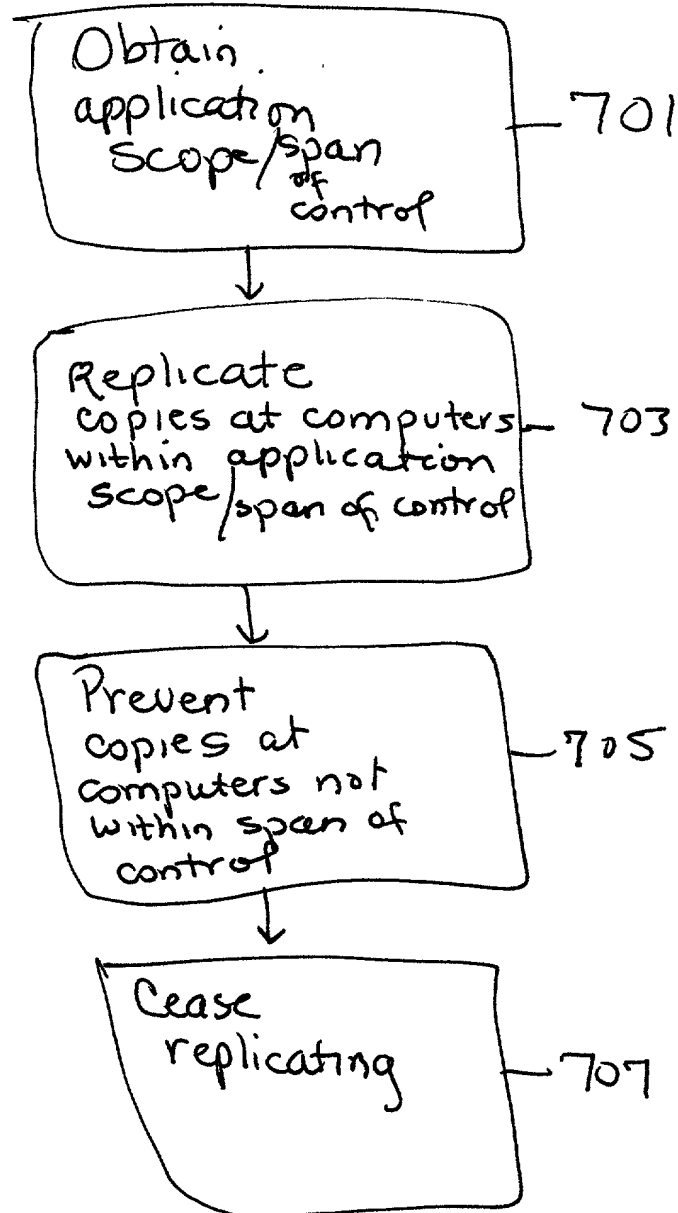 Obtain
application
scope/span
of
control
701
Replicate
copies at computers
within application
scope/span of control
703
Prevent
copies at
computers not
within span of
control
705
Cease
replicating
707